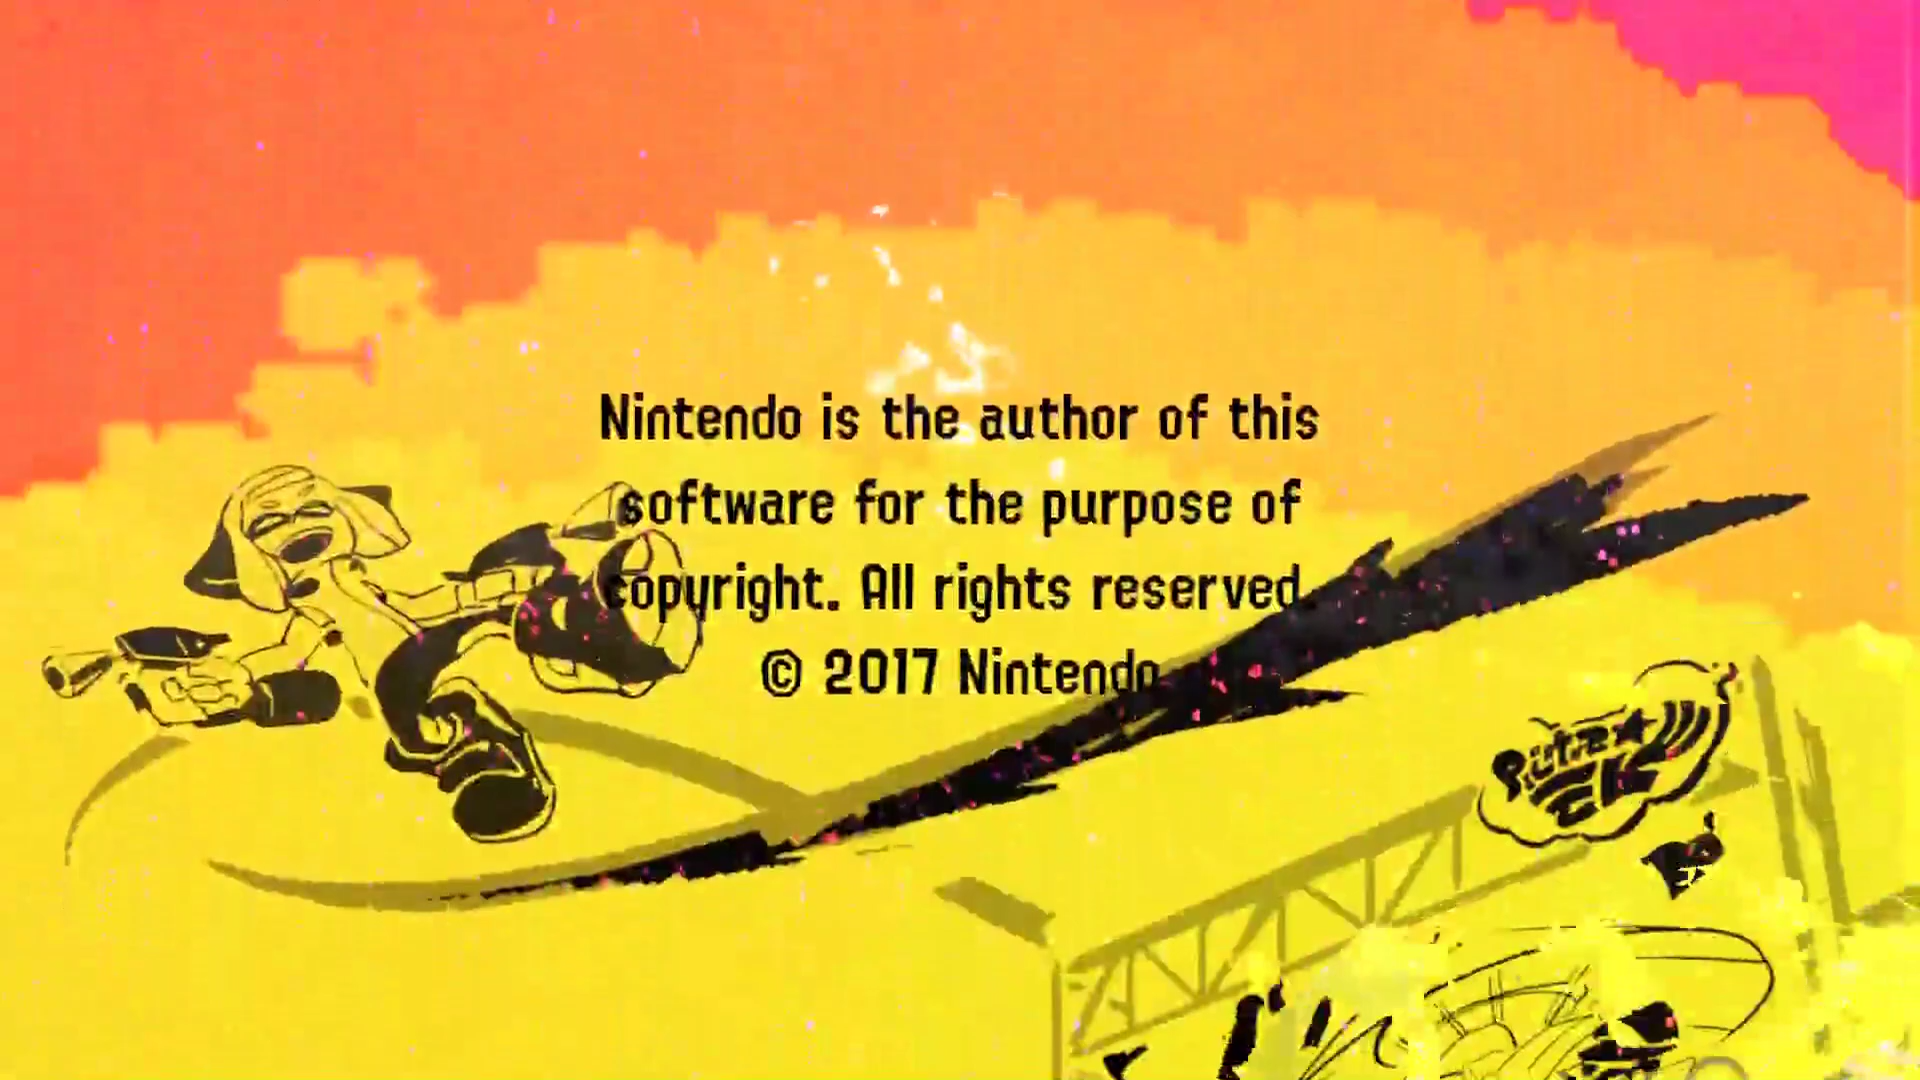 Nintendo is the author of this
software for the purpose of
copyright. All rights reserved.
© 2017 Nintendo